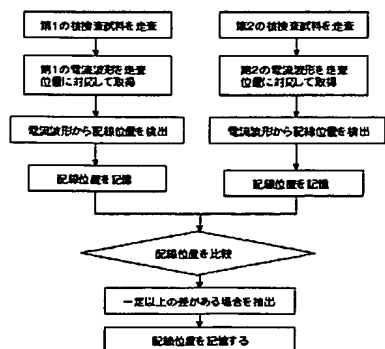 第1の被検査試料を走査
第1の電流波形を走査
位置に対応して取得
電流波形から配線位置を検出
配線位置を記憶
第2の被検査試料を走査
第2の電流波形を走査
位置に対応して取得
電流波形から配線位置を検出
配線位置を記憶
配線位置を比較
一定以上の差がある場合を抽出
配線位置を記憶する